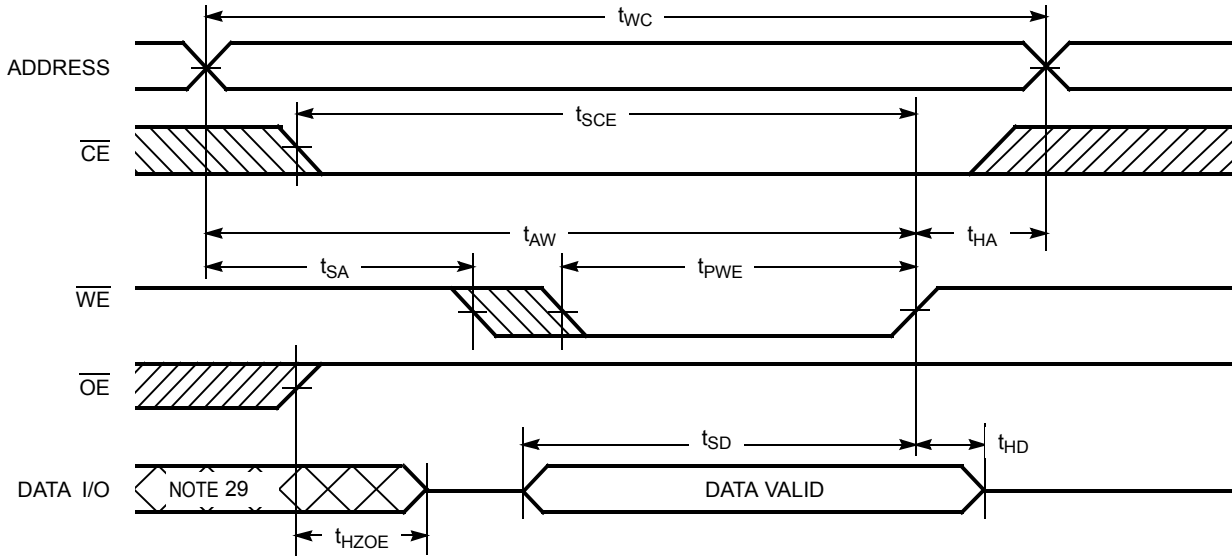 tWC
ADDRESS
tSCE
CE
tAW
tHA
tSA
tPWE
WE
OE
tSD
tHD
DATA I/O
NOTE 29
DATA VALID
tHZOE